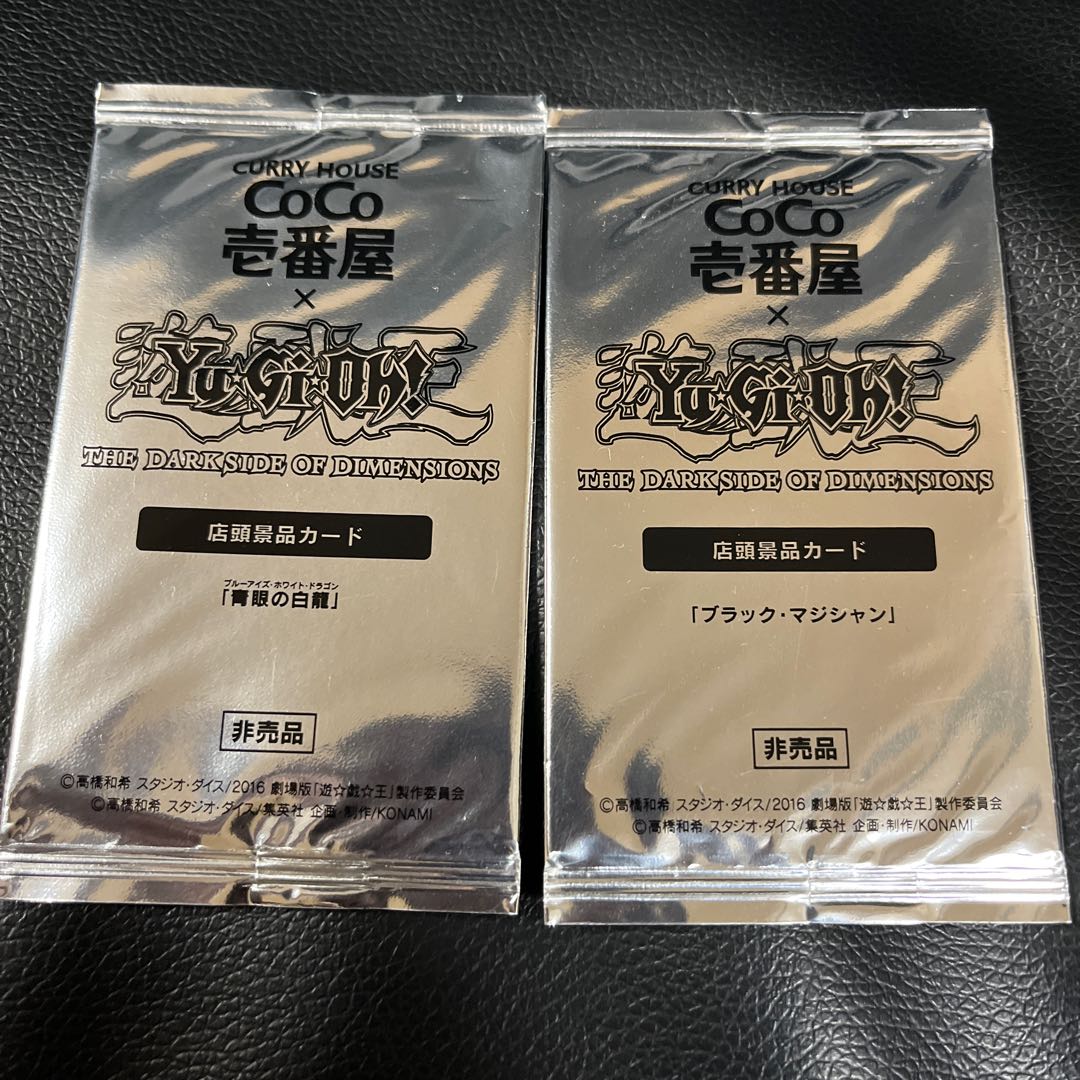 CURRY HOUSE
CoCo
壱番屋
×
遊戯王
Yu☆Gi☆Oh!
THE DARKSIDE OF DIMENSIONS
店頭景品カード
ブルーアイズ・ホワイト・ドラゴン
「青眼の白龍」
非売品
©高橋和希 スタジオ・ダイス/2016 劇場版「遊☆戯☆王」製作委員会
©高橋和希 スタジオ・ダイス/集英社 企画・制作/KONAMI
CURRY HOUSE
CoCo
壱番屋
×
遊戯王
Yu☆Gi☆Oh!
THE DARKSIDE OF DIMENSIONS
店頭景品カード
「ブラック・マジシャン」
非売品
©高橋和希 スタジオ・ダイス/2016 劇場版「遊☆戯☆王」製作委員会
©高橋和希 スタジオ・ダイス/集英社 企画・制作/KONAMI